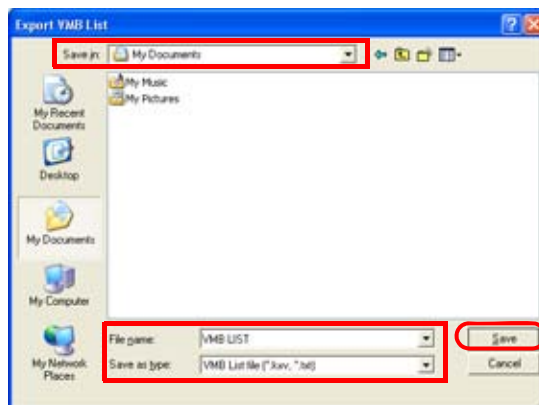 Export VMB List
Save in: My Documents
My Music
My Pictures
My Recent Documents
Desktop
My Documents
My Computer
My Network Places
File name: VMB LIST
Save as type: VMB List file (*.kxv, *.txt)
Save
Cancel